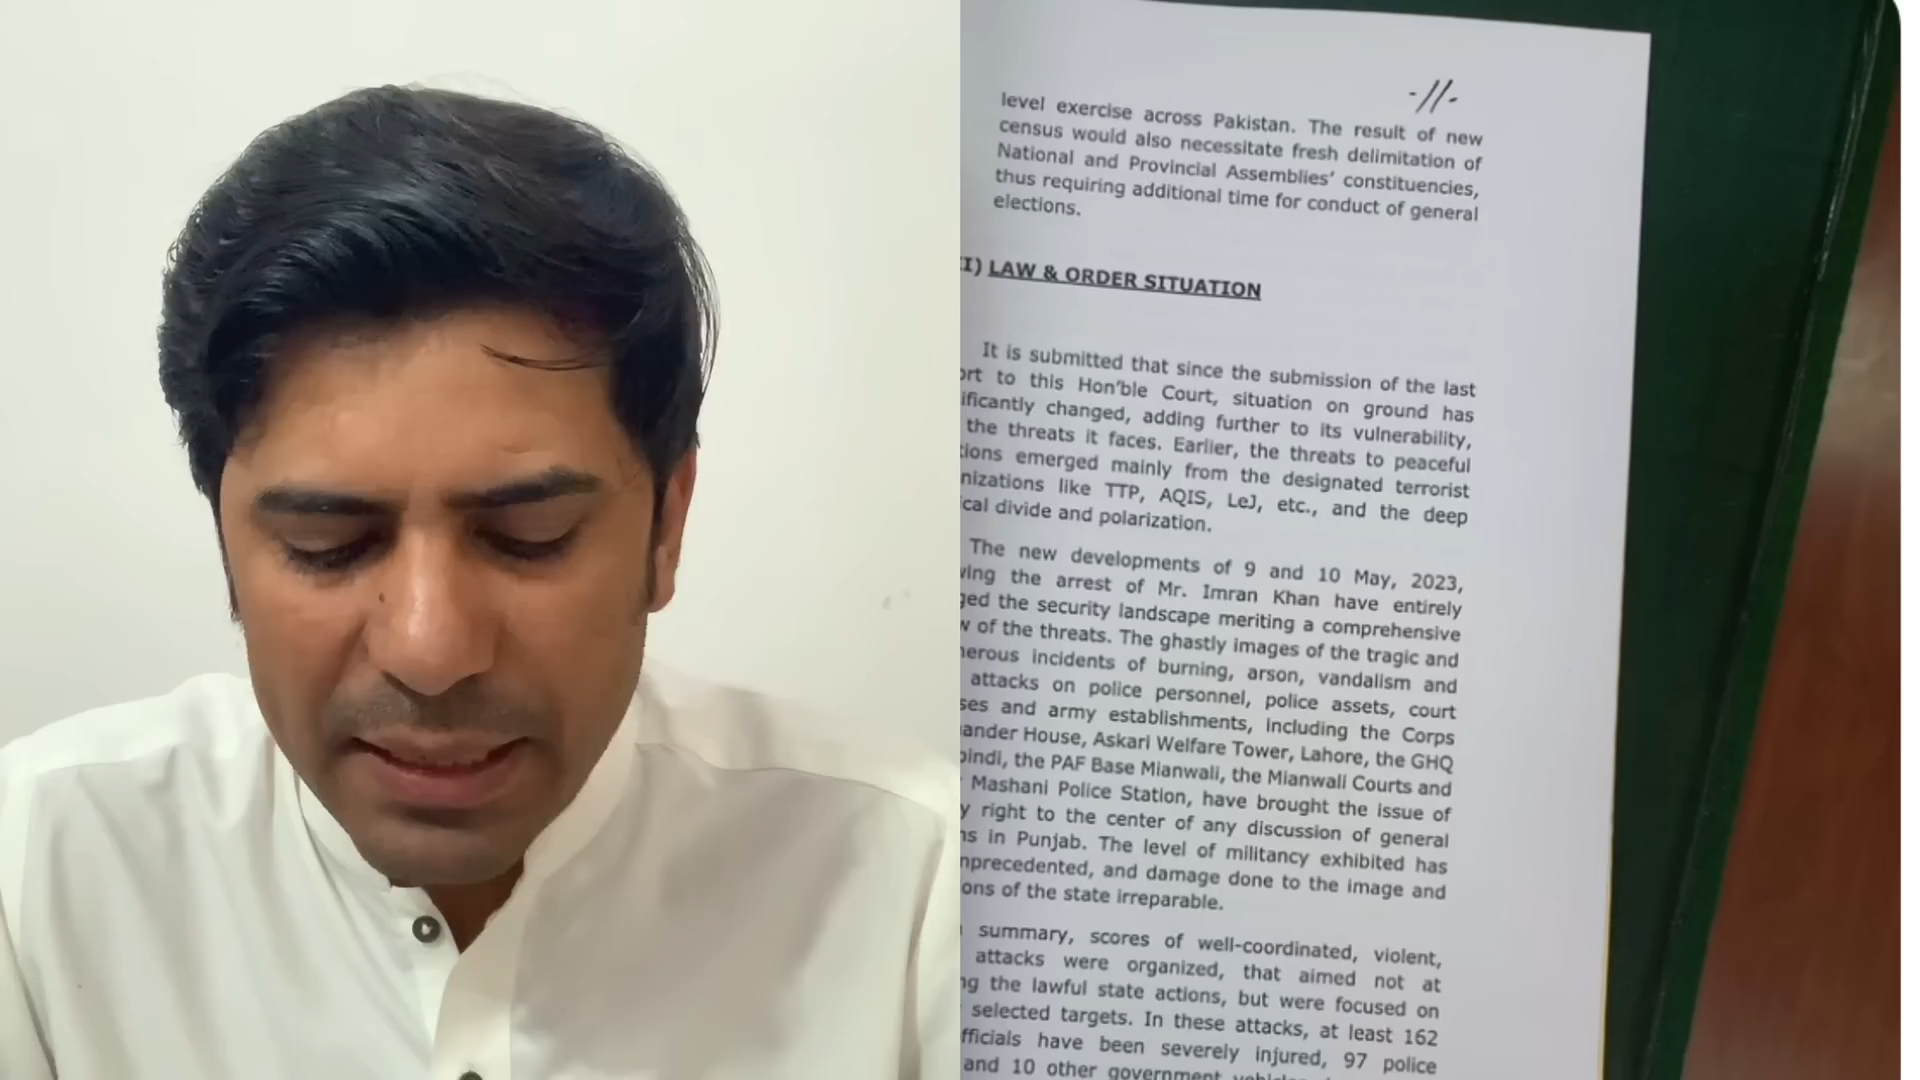 -11-
level exercise across Pakistan. The result of new
census would also necessitate fresh delimitation of
National and Provincial Assemblies' constituencies,
thus requiring additional time for conduct of general
elections.
I) LAW & ORDER SITUATION
It is submitted that since the submission of the last
ort to this Hon'ble Court, situation on ground has
ificantly changed, adding further to its vulnerability,
the threats it faces. Earlier, the threats to peaceful
tions emerged mainly from the designated terrorist
nizations like TTP, AQIS, LeJ, etc., and the deep
cal divide and polarization.
The new developments of 9 and 10 May, 2023,
wing the arrest of Mr. Imran Khan have entirely
ged the security landscape meriting a comprehensive
w of the threats. The ghastly images of the tragic and
erous incidents of burning, arson, vandalism and
attacks on police personnel, police assets, court
ses and army establishments, including the Corps
ander House, Askari Welfare Tower, Lahore, the GHQ
pindi, the PAF Base Mianwali, the Mianwali Courts and
Mashani Police Station, have brought the issue of
y right to the center of any discussion of general
ns in Punjab. The level of militancy exhibited has
nprecedented, and damage done to the image and
ons of the state irreparable.
summary, scores of well-coordinated, violent,
attacks were organized, that aimed not at
ng the lawful state actions, but were focused on
selected targets. In these attacks, at least 162
fficials have been severely injured, 97 police
and 10 other government vehicles